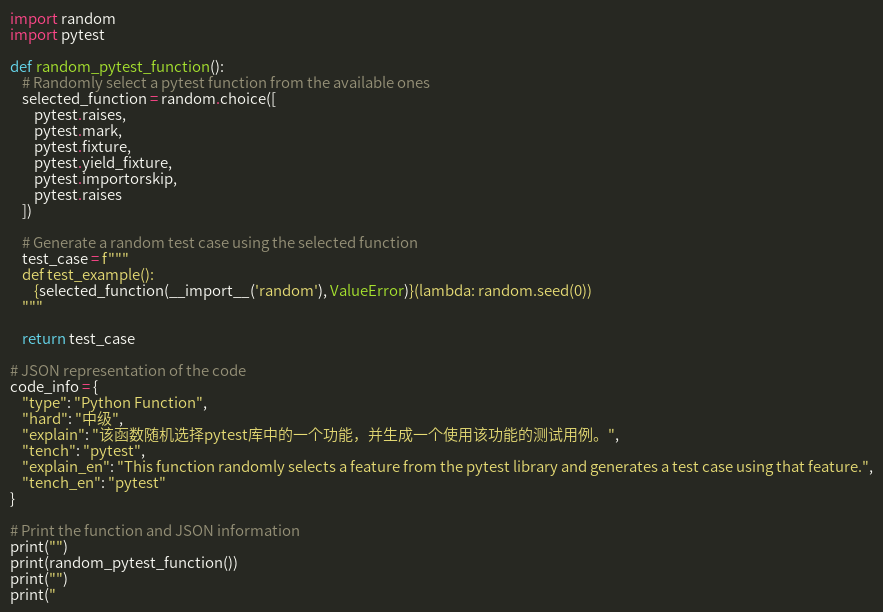 import random
import pytest

def random_pytest_function():
    # Randomly select a pytest function from the available ones
    selected_function = random.choice([
        pytest.raises,
        pytest.mark,
        pytest.fixture,
        pytest.yield_fixture,
        pytest.importorskip,
        pytest.raises
    ])

    # Generate a random test case using the selected function
    test_case = f"""
    def test_example():
        {selected_function(__import__('random'), ValueError)}(lambda: random.seed(0))
    """

    return test_case

# JSON representation of the code
code_info = {
    "type": "Python Function",
    "hard": "中级",
    "explain": "该函数随机选择pytest库中的一个功能，并生成一个使用该功能的测试用例。",
    "tench": "pytest",
    "explain_en": "This function randomly selects a feature from the pytest library and generates a test case using that feature.",
    "tench_en": "pytest"
}

# Print the function and JSON information
print("")
print(random_pytest_function())
print("")
print("